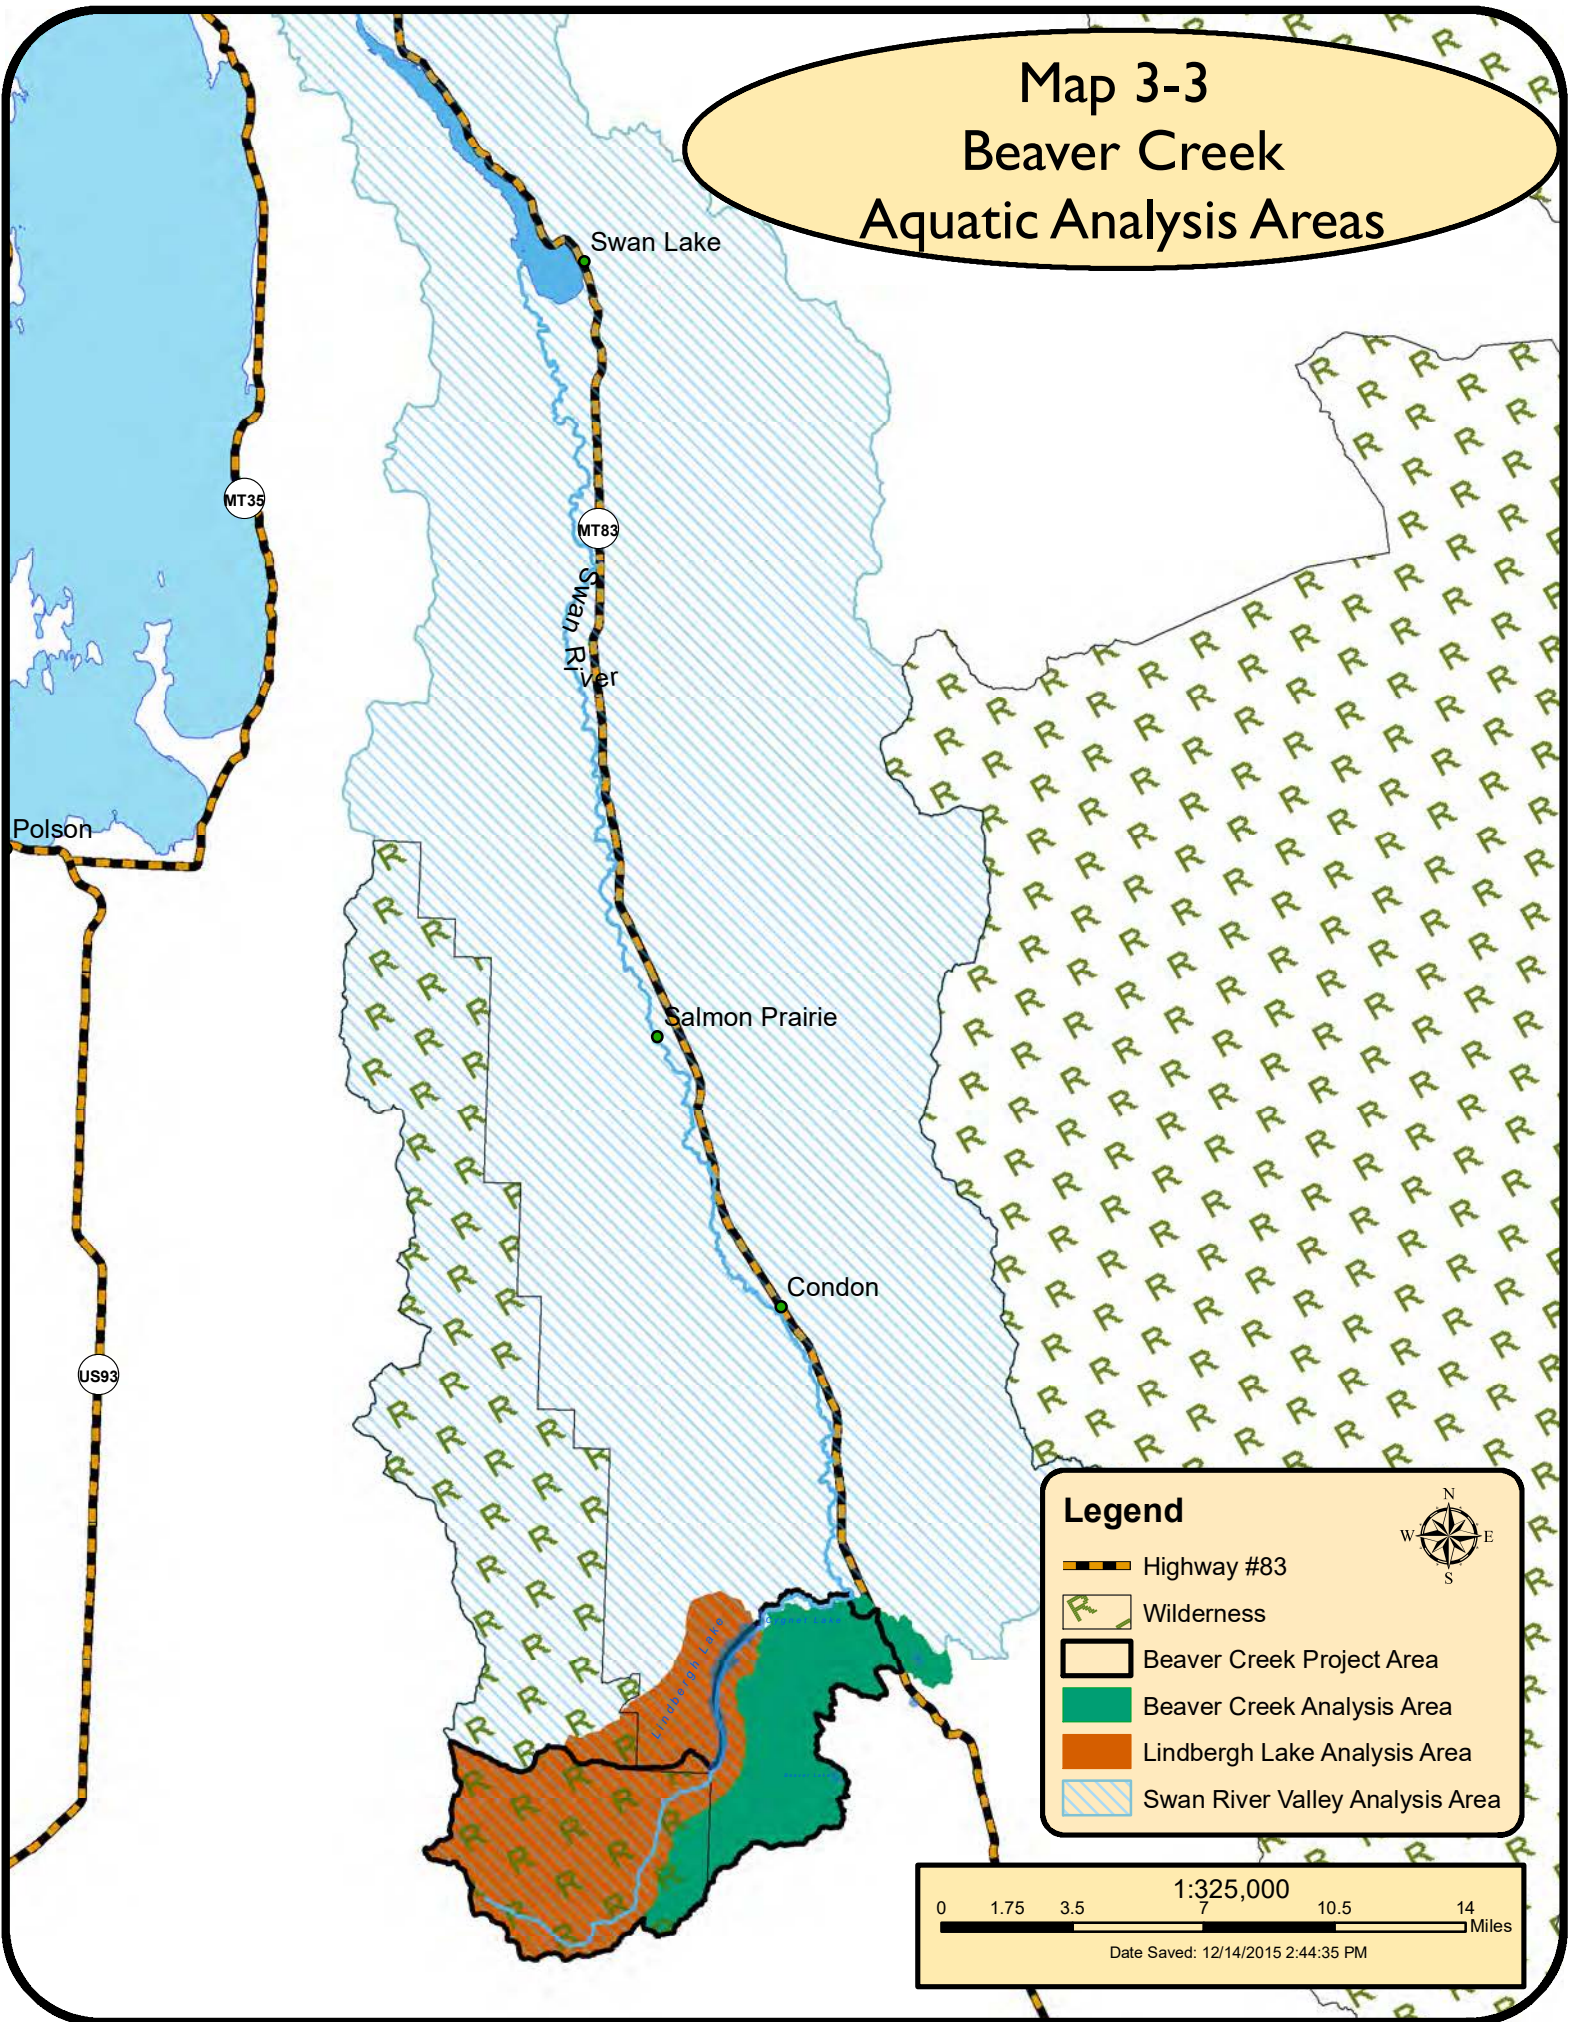 Map 3-3
Beaver Creek
Aquatic Analysis Areas
Swan Lake
MT35
MT83
Swan River
Polson
Salmon Prairie
Condon
US93
Lindbergh Lake
Legend
N
W E
S
Highway #83
Wilderness
Beaver Creek Project Area
Beaver Creek Analysis Area
Lindbergh Lake Analysis Area
Swan River Valley Analysis Area
1:325,000
0 1.75 3.5 7 10.5 14
Miles
Date Saved: 12/14/2015 2:44:35 PM